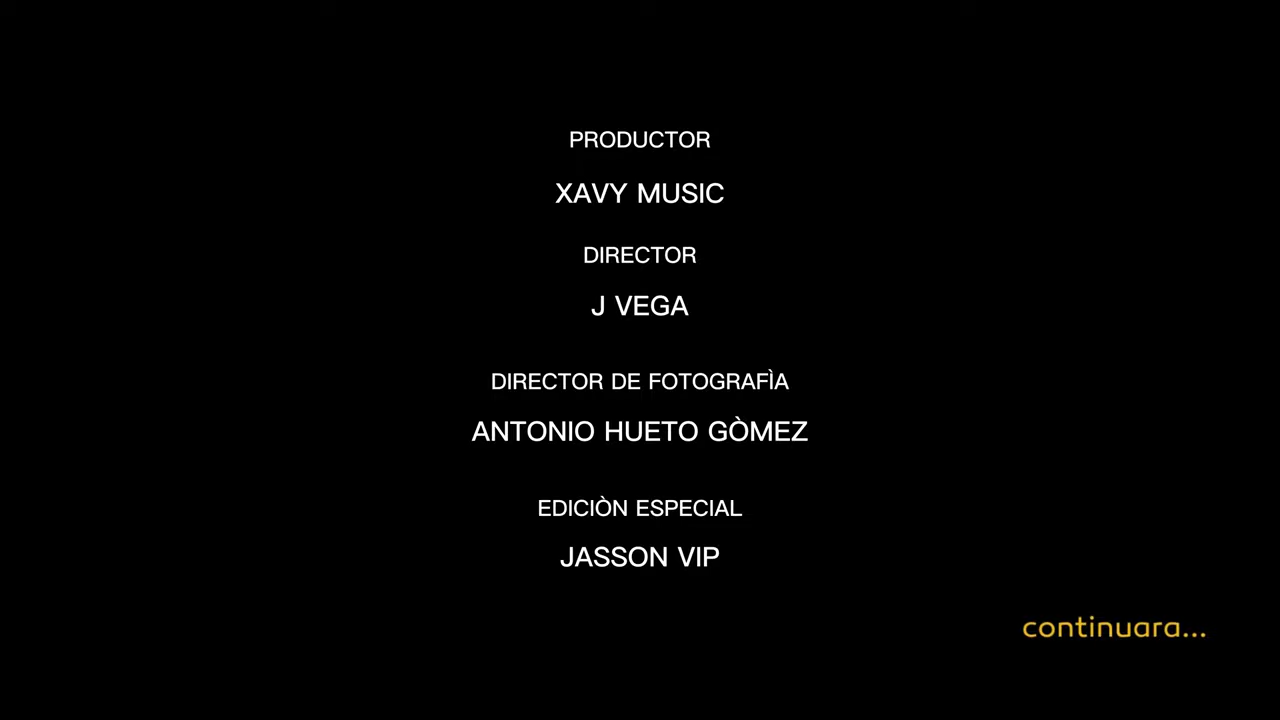 PRODUCTOR
XAVY MUSIC
DIRECTOR
J VEGA
DIRECTOR DE FOTOGRAFÌA
ANTONIO HUETO GÒMEZ
EDICIÒN ESPECIAL
JASSON VIP
continuara...